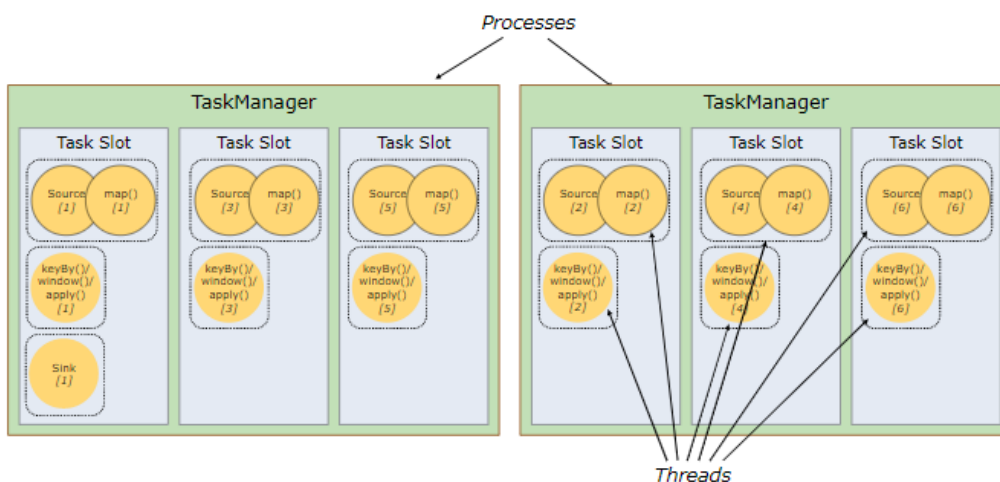 Processes
TaskManager
TaskManager
Task Slot
Task Slot
Task Slot
Task Slot
Task Slot
Task Slot
Source
[1]
map()
[1]
Source
[3]
map()
[3]
Source
[5]
map()
[5]
Source
[2]
map()
[2]
Source
[4]
map()
[4]
Source
[6]
map()
[6]
keyBy()/
window()/
apply()
[1]
keyBy()/
window()/
apply()
[3]
keyBy()/
window()/
apply()
[5]
keyBy()/
window()/
apply()
[2]
keyBy()/
window()/
apply()
[4]
keyBy()/
window()/
apply()
[6]
Sink
[1]
Threads